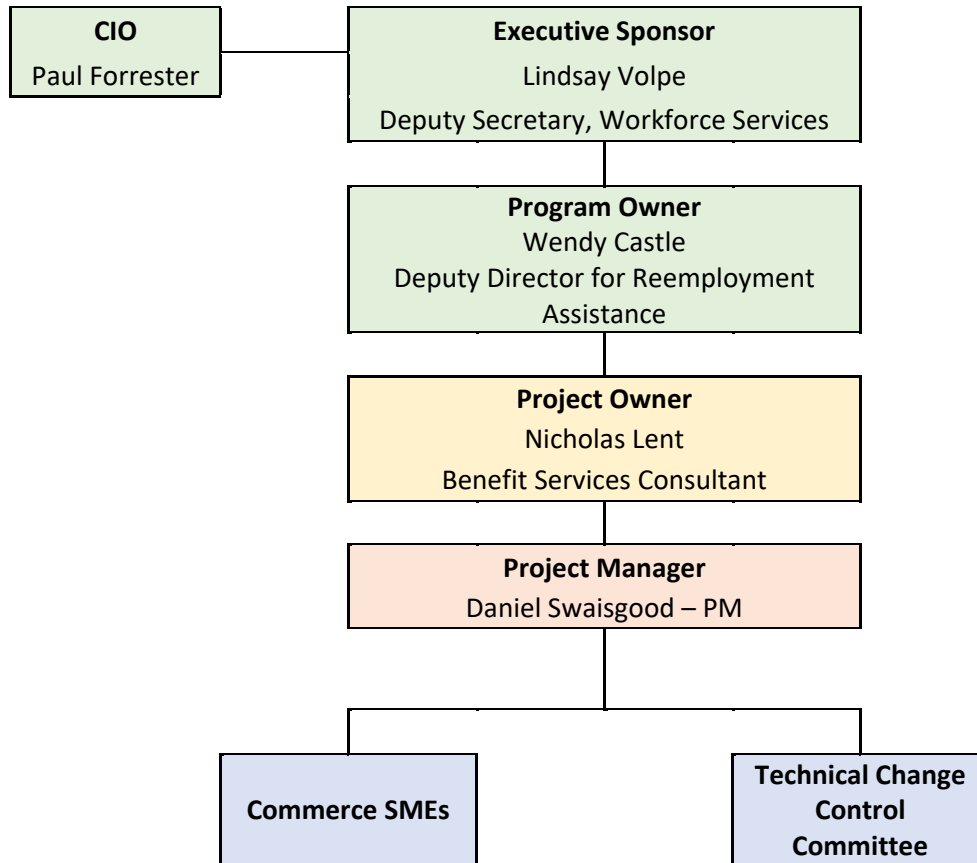 CIO
Paul Forrester
Executive Sponsor
Lindsay Volpe
Deputy Secretary, Workforce Services
Program Owner
Wendy Castle
Deputy Director for Reemployment
Assistance
Project Owner
Nicholas Lent
Benefit Services Consultant
Project Manager
Daniel Swaisgood – PM
Commerce SMEs
Technical Change
Control
Committee